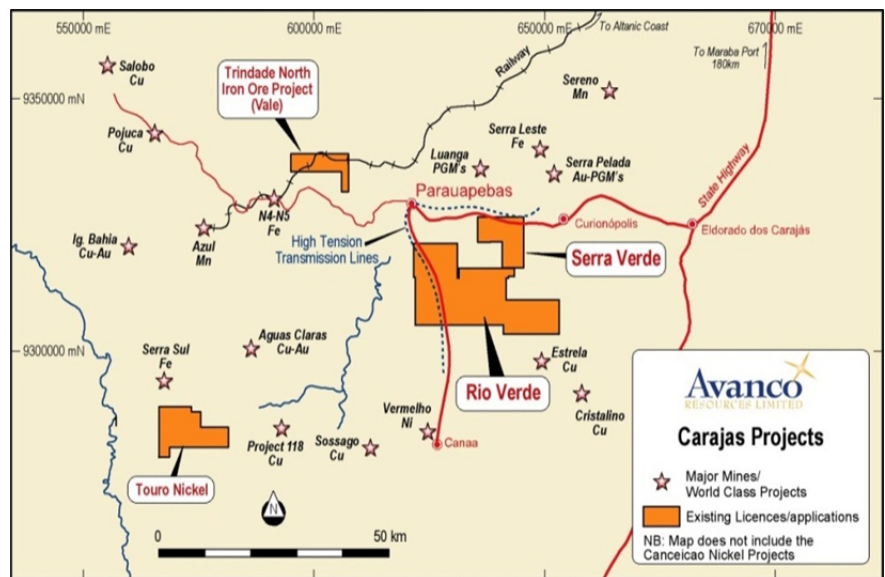 550000 mE
600000 mE
650000 mE
670000 mE
To Altanic Coast
To Maraba Port
180km
Salobo
Cu
Trindade North
Iron Ore Project
(Vale)
Railway
Sereno
Mn
9350000 mN
Pojuca
Cu
Serra Leste
Fe
Luanga
PGM's
Serra Pelada
Au-PGM's
State Highway
Parauapebas
N4-N5
Fe
Curionópolis
Eldorado dos Carajás
Ig. Bahia
Cu-Au
Azul
Mn
High Tension
Transmission Lines
Serra Verde
9300000 mN
Serra Sul
Fe
Aguas Claras
Cu-Au
Estrela
Cu
Rio Verde
Cristalino
Cu
Vermelho
Ni
Project 118
Cu
Sossago
Cu
Canaa
Touro Nickel
N
0
50 km
Avanco
RESOURCES LIMITED
Carajas Projects
Major Mines/
World Class Projects
Existing Licences/applications
NB: Map does not include the
Canceicao Nickel Projects